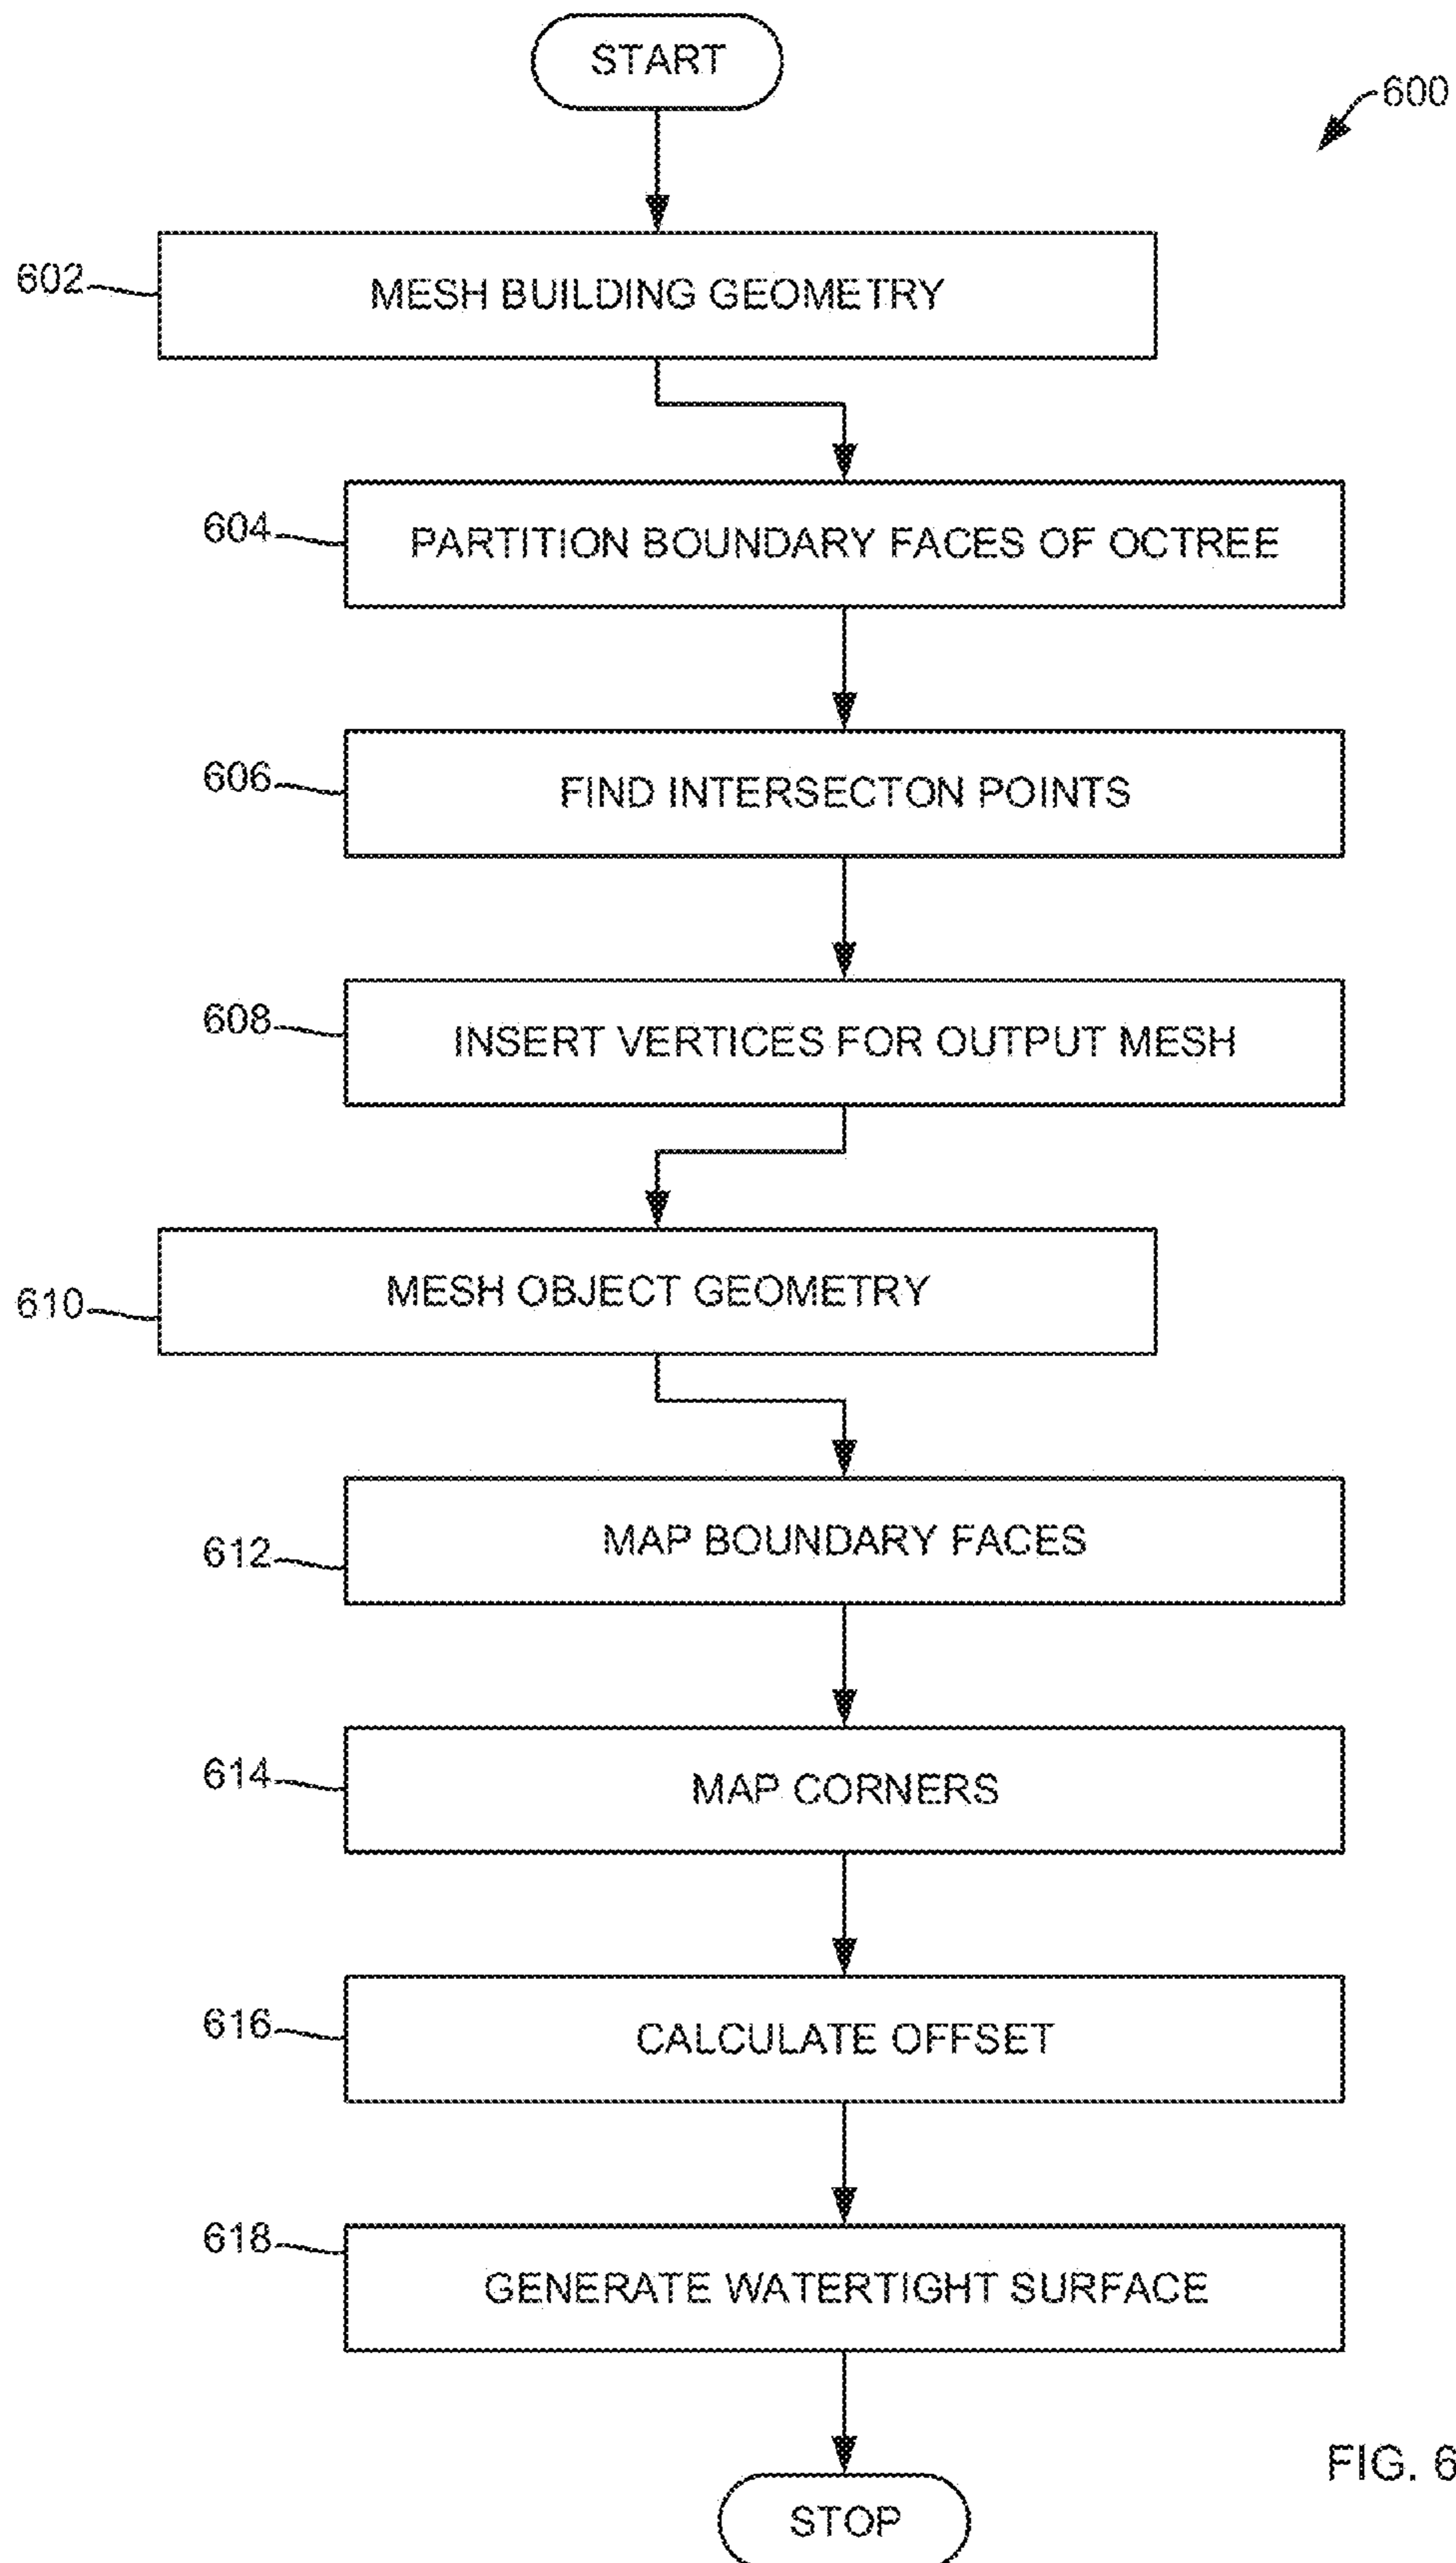 START
600
602
MESH BUILDING GEOMETRY
604
PARTITION BOUNDARY FACES OF OCTREE
606
FIND INTERSECTON POINTS
608
INSERT VERTICES FOR OUTPUT MESH
610
MESH OBJECT GEOMETRY
612
MAP BOUNDARY FACES
614
MAP CORNERS
616
CALCULATE OFFSET
618
GENERATE WATERTIGHT SURFACE
FIG. 6
STOP